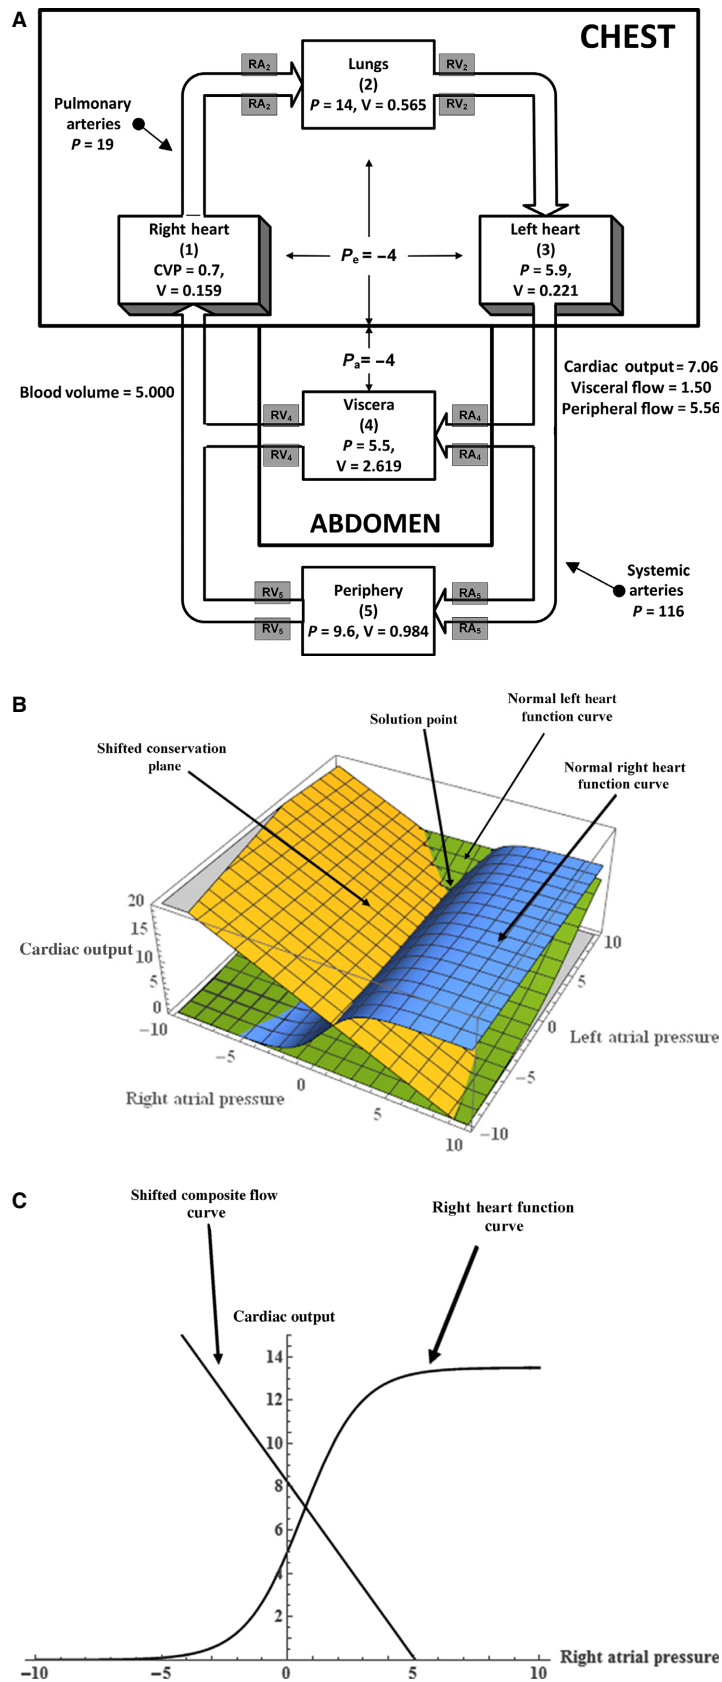 A
CHEST
RA2
RV2
Lungs
(2)
P = 14, V = 0.565
RA2
RV2
Pulmonary
arteries
P = 19
Right heart
(1)
CVP = 0.7,
V = 0.159
Pe = −4
Left heart
(3)
P = 5.9,
V = 0.221
Pa = −4
Blood volume = 5.000
Cardiac output = 7.06
Visceral flow = 1.50
Peripheral flow = 5.56
RV4
RA4
Viscera
(4)
P = 5.5,
V = 2.619
RV4
RA4
ABDOMEN
RV5
RA5
Periphery
(5)
P = 9.6, V = 0.984
RV5
RA5
Systemic
arteries
P = 116
B
Normal left heart
function curve
Solution point
Shifted conservation
plane
Normal right heart
function curve
20
15
10
5
0
Cardiac output
−10
−5
0
5
10
Right atrial pressure
10
0
−5
−10
5
Left atrial pressure
C
Shifted composite flow
curve
Right heart function
curve
Cardiac output
14
12
10
8
6
4
2
−10
−5
0
5
10
Right atrial pressure